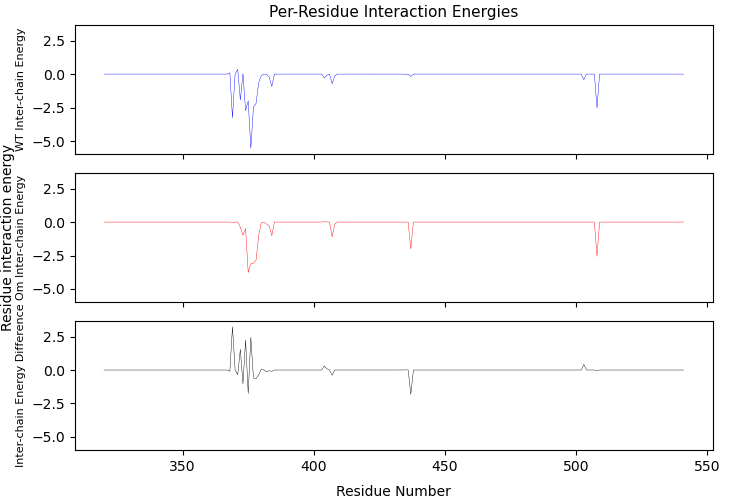 Per-Residue Interaction Energies
Residue interaction energy
WT Inter-chain Energy
2.5
0.0
−2.5
−5.0
Om Inter-chain Energy
2.5
0.0
−2.5
−5.0
Inter-chain Energy Difference
2.5
0.0
−2.5
−5.0
350
400
450
500
550
Residue Number